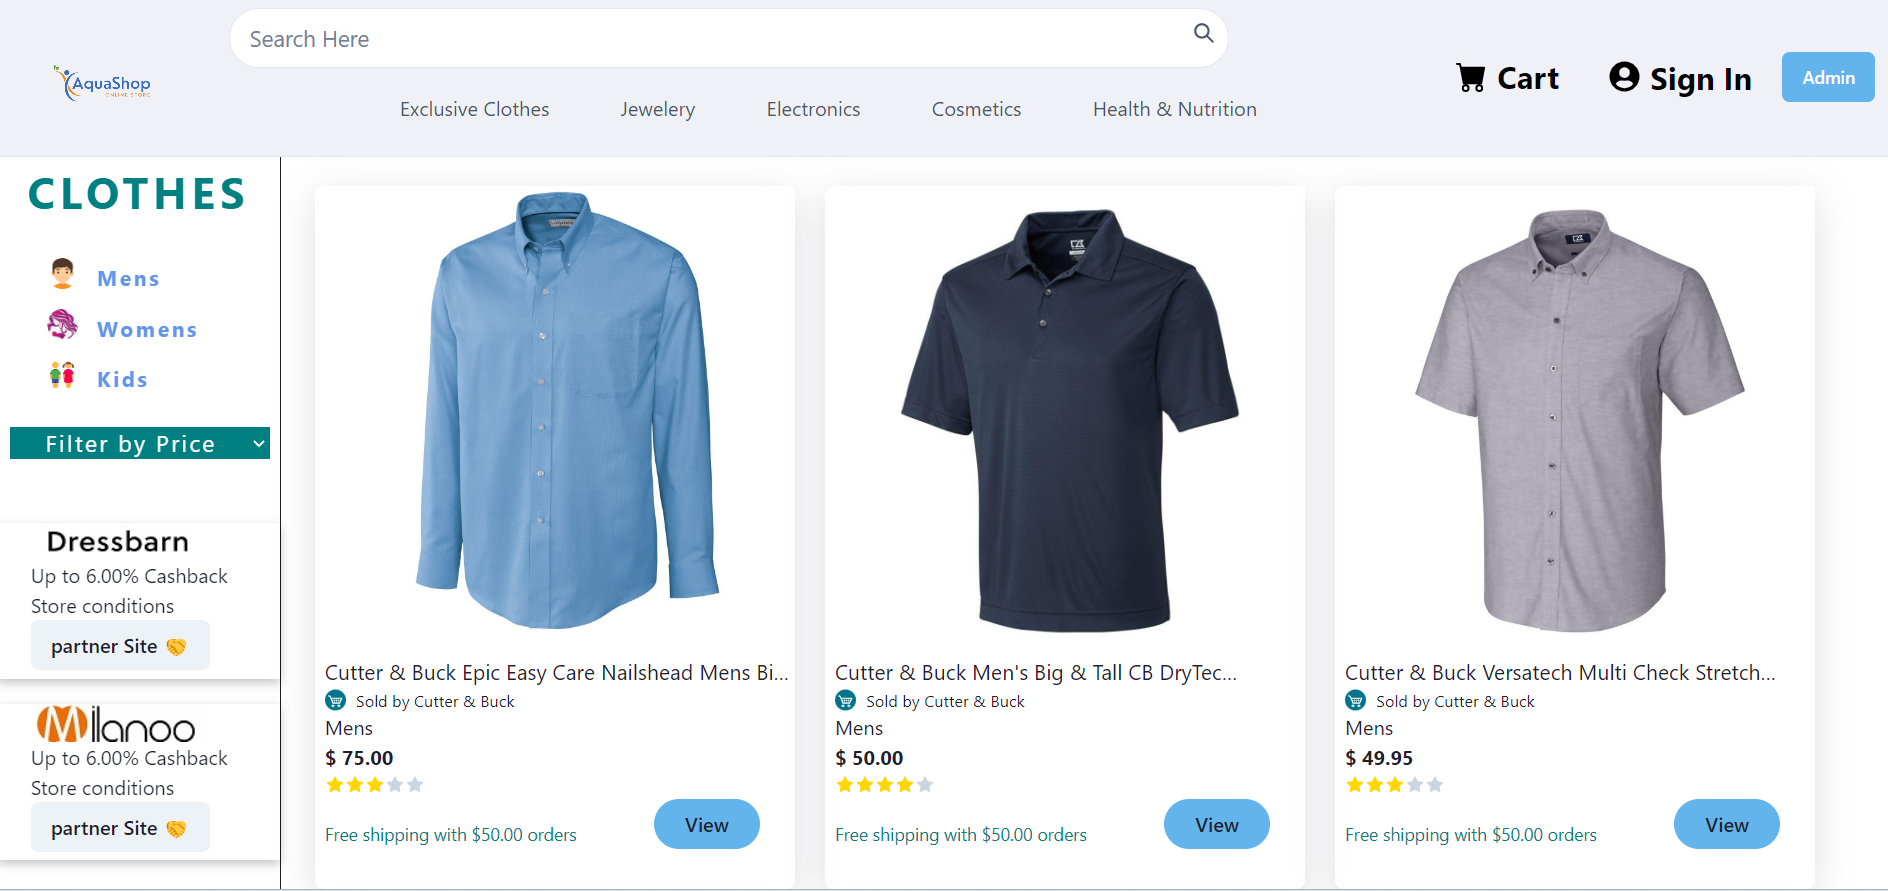 Search Here
AquaShop
ONLINE STORE
Cart
Sign In
Admin
Exclusive Clothes
Jewelery
Electronics
Cosmetics
Health & Nutrition
CLOTHES
Mens
Womens
Kids
Filter by Price
Dressbarn
Up to 6.00% Cashback
Store conditions
partner Site
Milanoo
Up to 6.00% Cashback
Store conditions
partner Site
Cutter & Buck Epic Easy Care Nailshead Mens Bi...
Sold by Cutter & Buck
Mens
$ 75.00
Free shipping with $50.00 orders
View
Cutter & Buck Men's Big & Tall CB DryTec...
Sold by Cutter & Buck
Mens
$ 50.00
Free shipping with $50.00 orders
View
Cutter & Buck Versatech Multi Check Stretch...
Sold by Cutter & Buck
Mens
$ 49.95
Free shipping with $50.00 orders
View